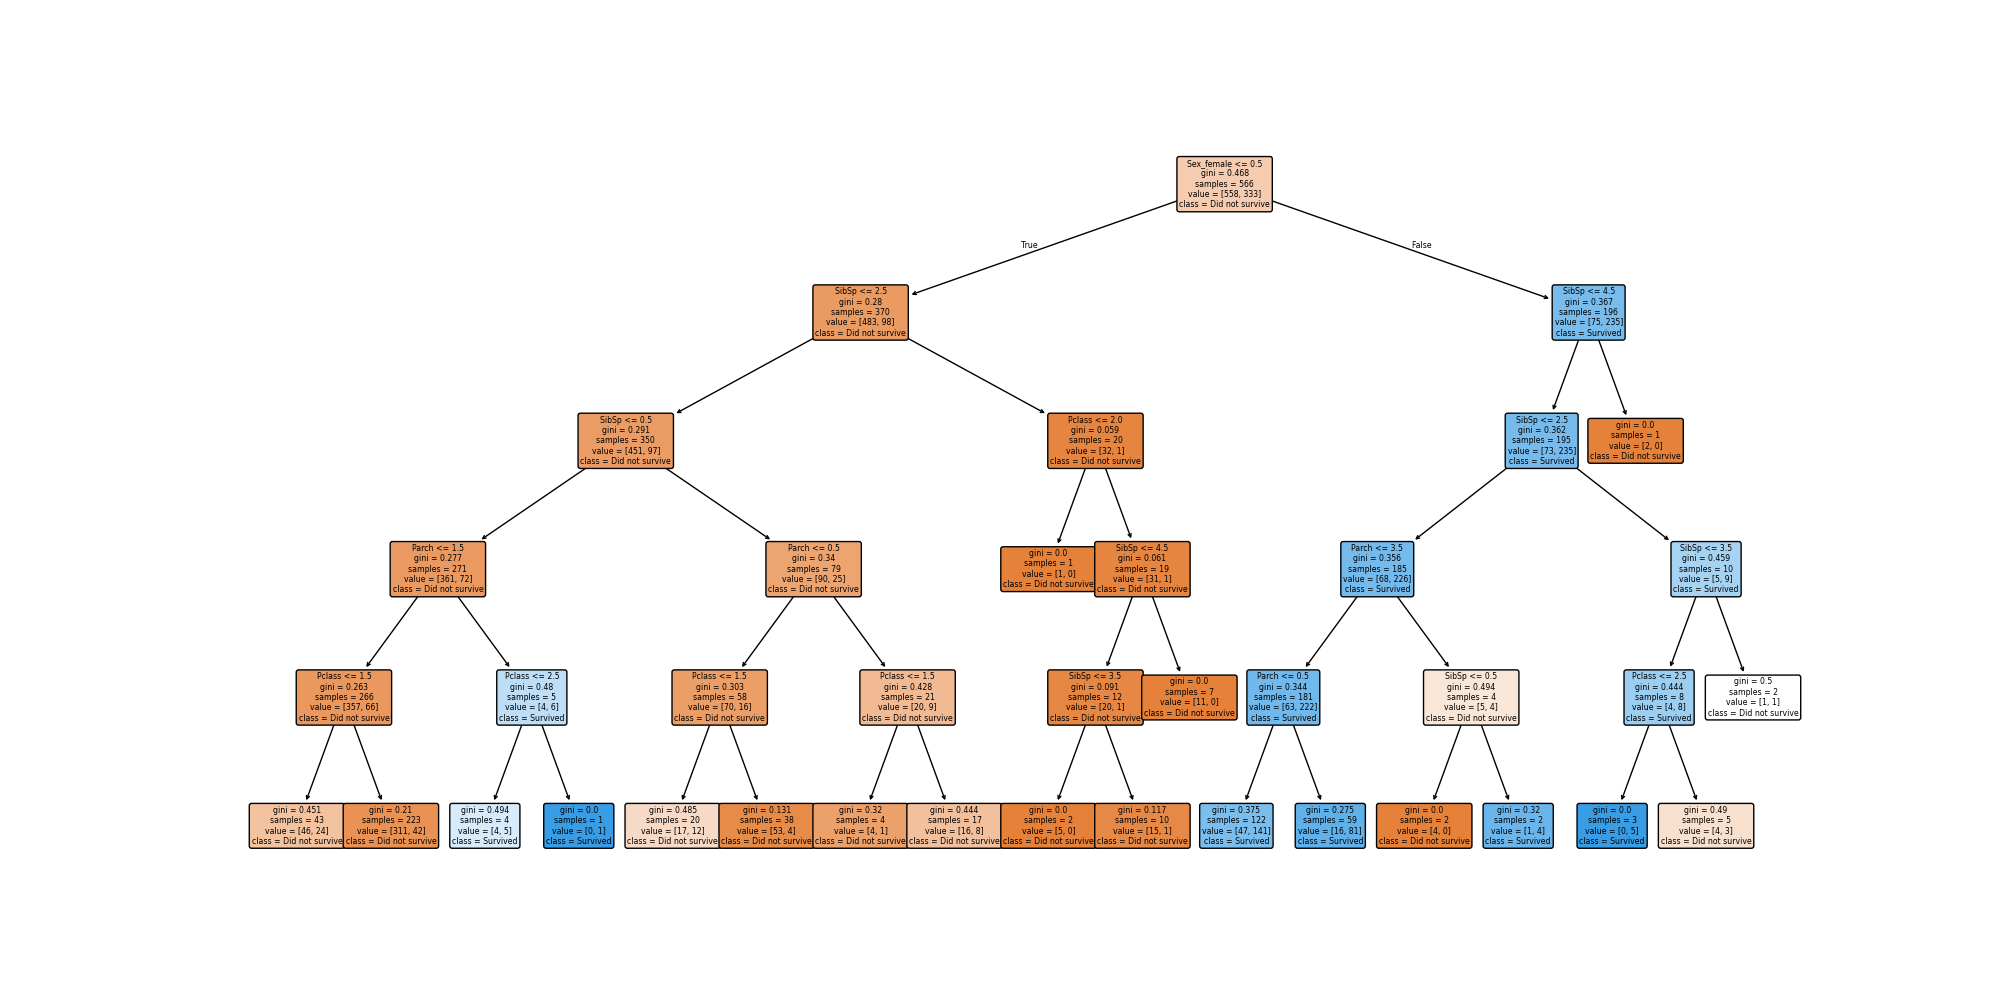 Sex_female <= 0.5
gini = 0.468
samples = 566
value = [558, 333]
class = Did not survive
True
False
SibSp <= 2.5
gini = 0.28
samples = 370
value = [483, 98]
class = Did not survive
SibSp <= 4.5
gini = 0.367
samples = 196
value = [75, 235]
class = Survived
SibSp <= 0.5
gini = 0.291
samples = 350
value = [451, 97]
class = Did not survive
Pclass <= 2.0
gini = 0.059
samples = 20
value = [32, 1]
class = Did not survive
SibSp <= 2.5
gini = 0.362
samples = 195
value = [73, 235]
class = Survived
gini = 0.0
samples = 1
value = [2, 0]
class = Did not survive
Parch <= 1.5
gini = 0.277
samples = 271
value = [361, 72]
class = Did not survive
Parch <= 0.5
gini = 0.34
samples = 79
value = [90, 25]
class = Did not survive
gini = 0.0
samples = 1
value = [1, 0]
class = Did not survive
SibSp <= 4.5
gini = 0.061
samples = 19
value = [31, 1]
class = Did not survive
Parch <= 3.5
gini = 0.356
samples = 185
value = [68, 226]
class = Survived
SibSp <= 3.5
gini = 0.459
samples = 10
value = [5, 9]
class = Survived
Pclass <= 1.5
gini = 0.263
samples = 266
value = [357, 66]
class = Did not survive
Pclass <= 2.5
gini = 0.48
samples = 5
value = [4, 6]
class = Survived
Pclass <= 1.5
gini = 0.303
samples = 58
value = [70, 16]
class = Did not survive
Pclass <= 1.5
gini = 0.428
samples = 21
value = [20, 9]
class = Did not survive
SibSp <= 3.5
gini = 0.091
samples = 12
value = [20, 1]
class = Did not survive
gini = 0.0
samples = 7
value = [11, 0]
class = Did not survive
Parch <= 0.5
gini = 0.344
samples = 181
value = [63, 222]
class = Survived
SibSp <= 0.5
gini = 0.494
samples = 4
value = [5, 4]
class = Did not survive
Pclass <= 2.5
gini = 0.444
samples = 8
value = [4, 8]
class = Survived
gini = 0.5
samples = 2
value = [1, 1]
class = Did not survive
gini = 0.451
samples = 43
value = [46, 24]
class = Did not survive
gini = 0.21
samples = 223
value = [311, 42]
class = Did not survive
gini = 0.494
samples = 4
value = [4, 5]
class = Survived
gini = 0.0
samples = 1
value = [0, 1]
class = Survived
gini = 0.485
samples = 20
value = [17, 12]
class = Did not survive
gini = 0.131
samples = 38
value = [53, 4]
class = Did not survive
gini = 0.32
samples = 4
value = [4, 1]
class = Did not survive
gini = 0.444
samples = 17
value = [16, 8]
class = Did not survive
gini = 0.0
samples = 2
value = [5, 0]
class = Did not survive
gini = 0.117
samples = 10
value = [15, 1]
class = Did not survive
gini = 0.375
samples = 122
value = [47, 141]
class = Survived
gini = 0.275
samples = 59
value = [16, 81]
class = Survived
gini = 0.0
samples = 2
value = [4, 0]
class = Did not survive
gini = 0.32
samples = 2
value = [1, 4]
class = Survived
gini = 0.0
samples = 3
value = [0, 5]
class = Survived
gini = 0.49
samples = 5
value = [4, 3]
class = Did not survive